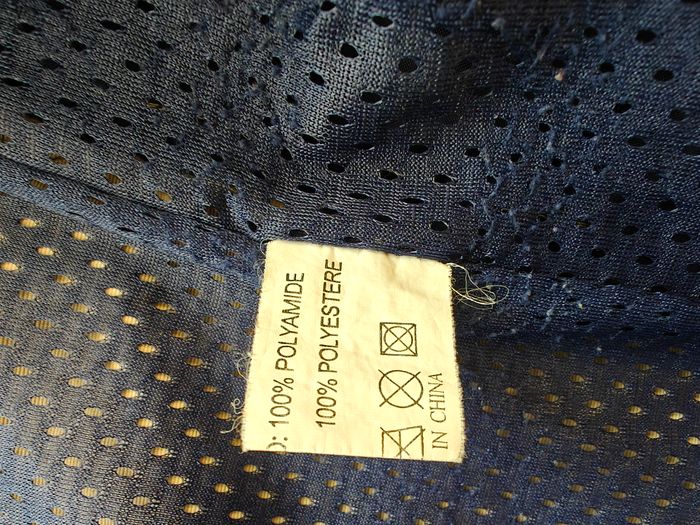 ): 100% POLYAMIDE
100% POLYESTERE
IN CHINA